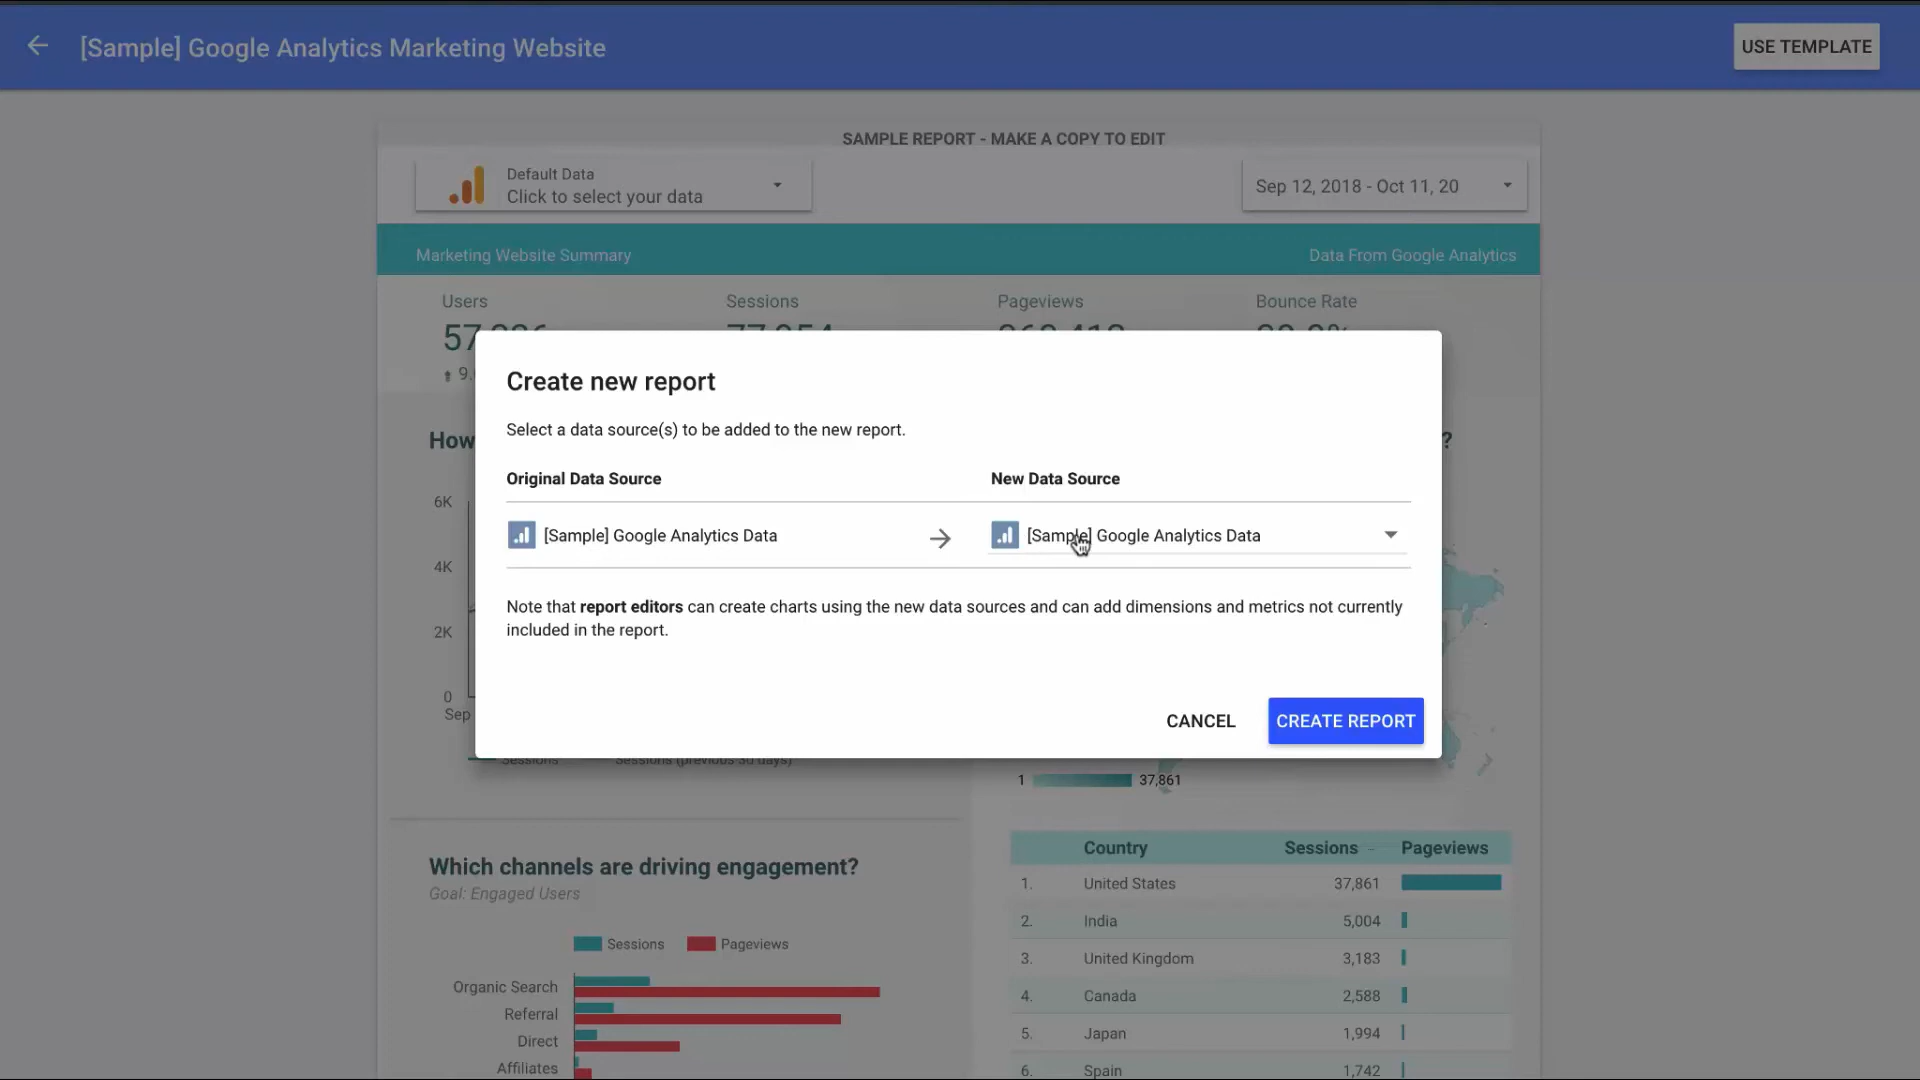 [Sample] Google Analytics Marketing Website
USE TEMPLATE
SAMPLE REPORT - MAKE A COPY TO EDIT
Default Data
Click to select your data
Sep 12, 2018 - Oct 11, 20
Marketing Website Summary
Data From Google Analytics
Users
Sessions
Pageviews
Bounce Rate
Create new report
Select a data source(s) to be added to the new report.
Original Data Source
New Data Source
[Sample] Google Analytics Data
[Sample] Google Analytics Data
Note that report editors can create charts using the new data sources and can add dimensions and metrics not currently
included in the report.
CANCEL
CREATE REPORT
How
?
6K
4K
2K
0
Sep
Sessions
Sessions (previous 30 days)
1
37,861
Which channels are driving engagement?
Goal: Engaged Users
Sessions
Pageviews
Organic Search
Referral
Direct
Affiliates
Country Sessions Pageviews
1. United States 37,861
2. India 5,004
3. United Kingdom 3,183
4. Canada 2,588
5. Japan 1,994
6. Spain 1,742